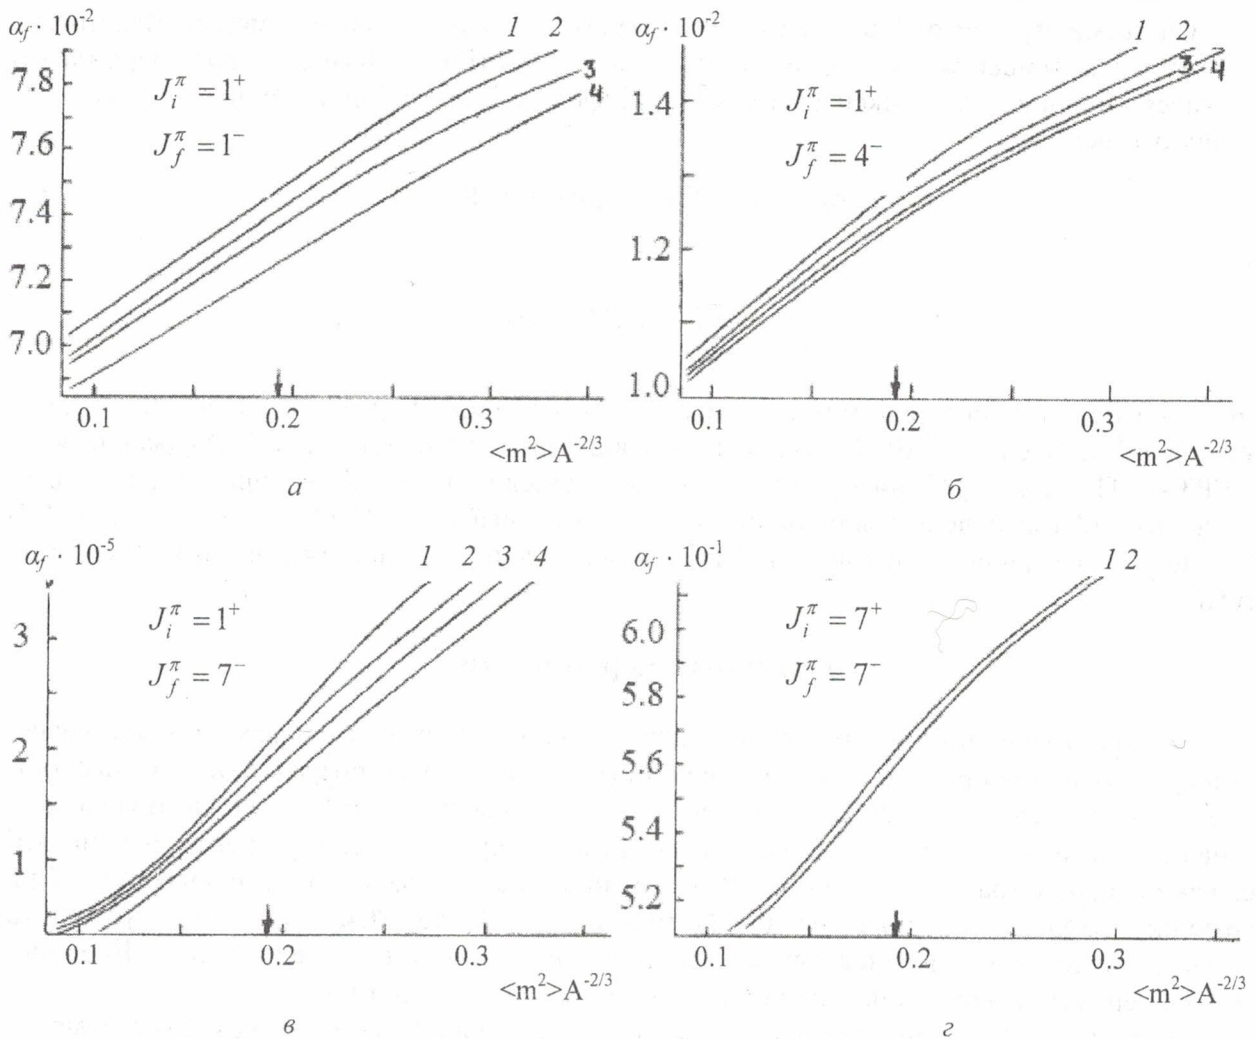 α_f · 10⁻² 1 2
7.8
3
4
J_i^π = 1⁺
7.6
J_f^π = 1⁻
7.4
7.2
7.0
0.1 0.2 0.3
<m²>A⁻²/³
а
α_f · 10⁻² 1 2
3 4
1.4
J_i^π = 1⁺
J_f^π = 4⁻
1.2
1.0
0.1 0.2 0.3
<m²>A⁻²/³
б
α_f · 10⁻⁵ 1 2 3 4
3
J_i^π = 1⁺
J_f^π = 7⁻
2
1
0.1 0.2 0.3
<m²>A⁻²/³
в
α_f · 10⁻¹ 1 2
6.0
J_i^π = 7⁺
5.8
J_f^π = 7⁻
5.6
5.4
5.2
0.1 0.2 0.3
<m²>A⁻²/³
г